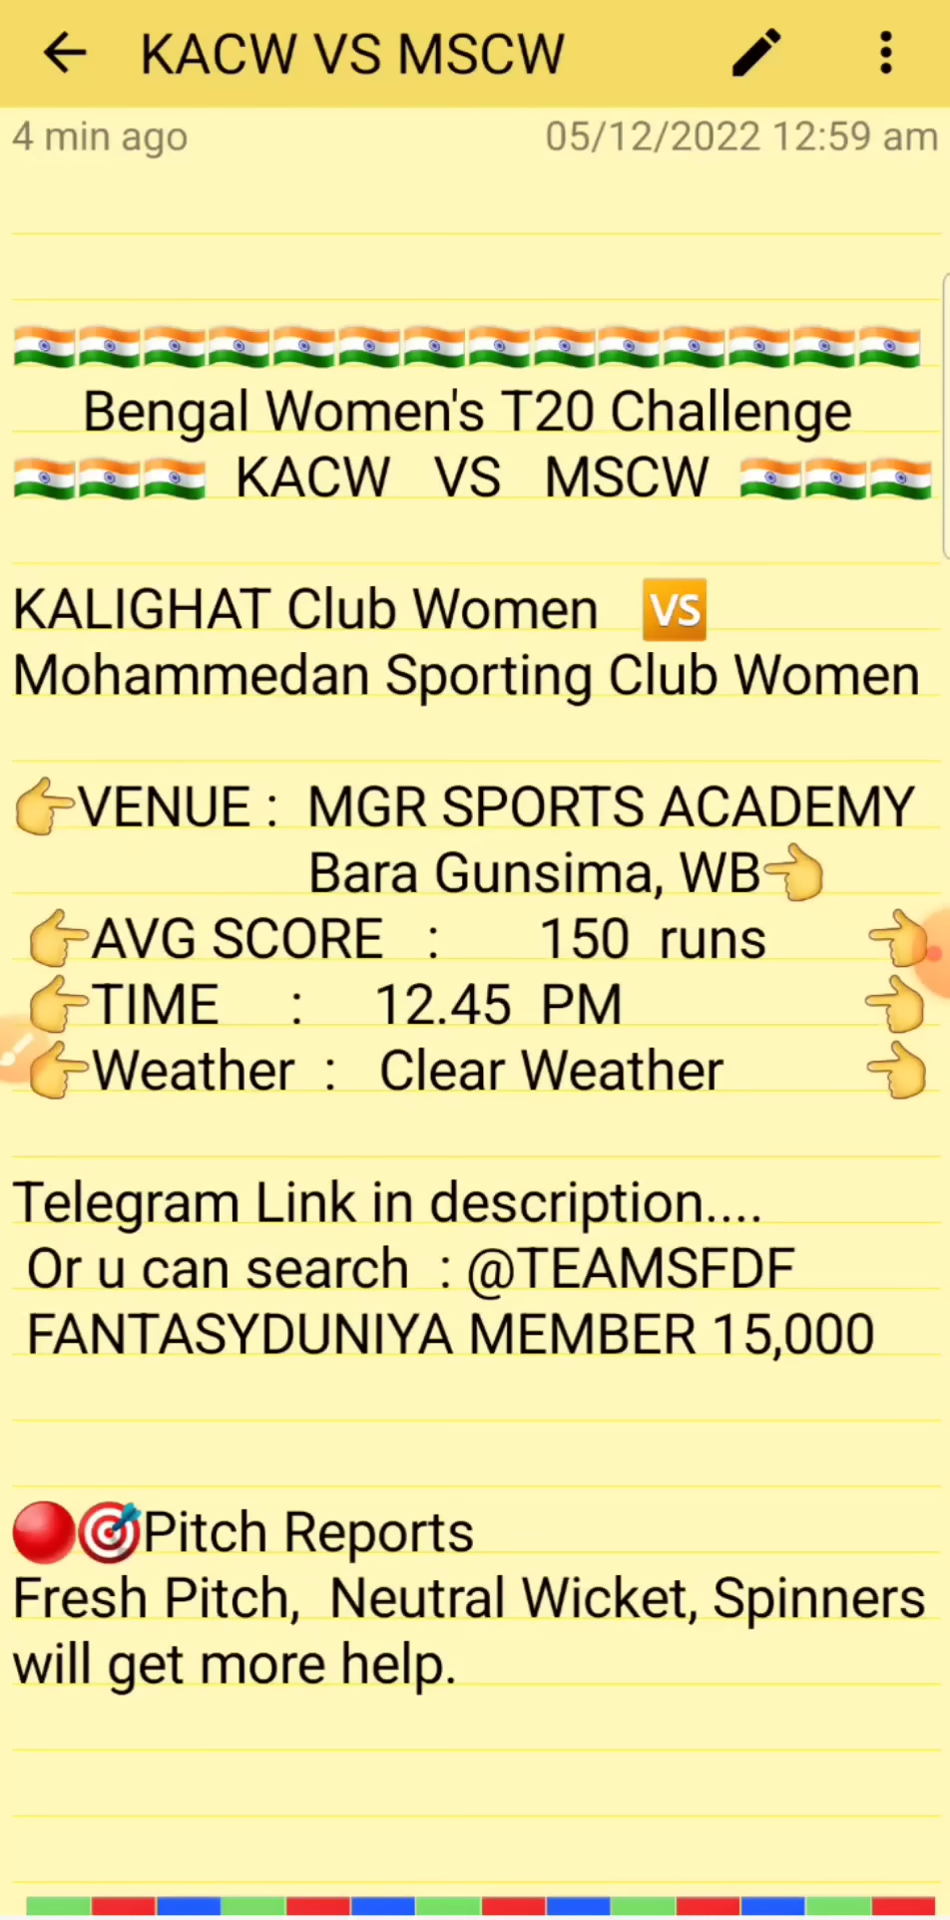 KACW VS MSCW
4 min ago 05/12/2022 12:59 am
Bengal Women's T20 Challenge
KACW VS MSCW
KALIGHAT Club Women 🆚
Mohammedan Sporting Club Women
👉VENUE : MGR SPORTS ACADEMY
Bara Gunsima, WB👈
👉AVG SCORE : 150 runs 👈
👉TIME : 12.45 PM 👈
👉Weather : Clear Weather 👈
Telegram Link in description....
Or u can search : @TEAMSFDF
FANTASYDUNIYA MEMBER 15,000
🔴🎯Pitch Reports
Fresh Pitch, Neutral Wicket, Spinners
will get more help.